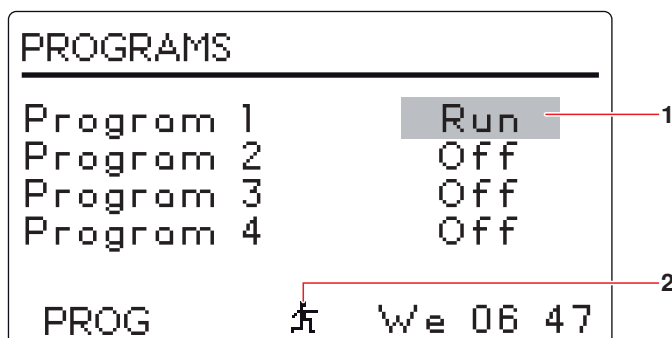 PROGRAMS
Program 1 Run 1
Program 2 Off
Program 3 Off
Program 4 Off
2
PROG We 06 47